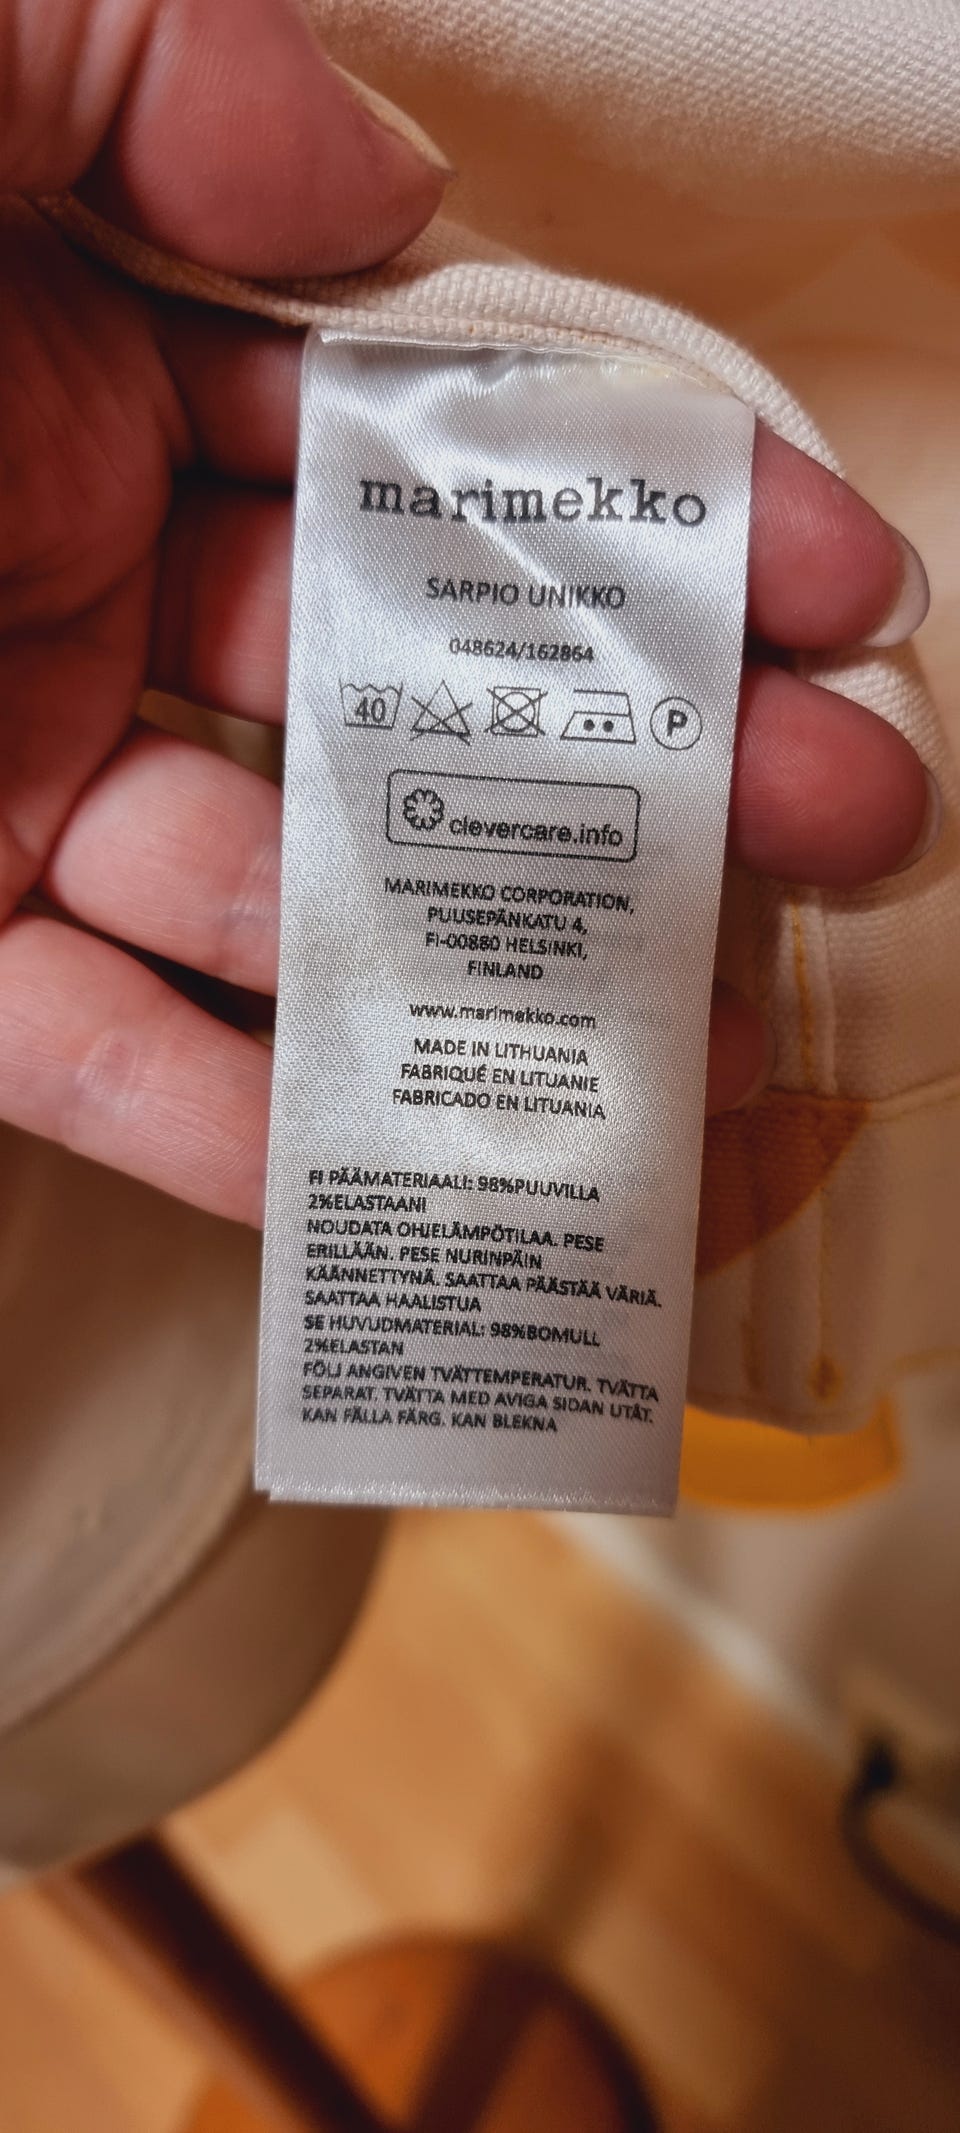 marimekko
SARPIO UNIKKO
048624/162864
40 P
clevercare.info
MARIMEKKO CORPORATION,
PUUSEPÄNKATU 4,
FI-00880 HELSINKI,
FINLAND
www.marimekko.com
MADE IN LITHUANIA
FABRIQUÉ EN LITUANIE
FABRICADO EN LITUANIA
FI PÄÄMATERIAALI: 98%PUUVILLA
2%ELASTAANI
NOUDATA OHJELÄMPÖTILAA. PESE
ERILLÄÄN. PESE NURINPÄIN
KÄÄNNETTYNÄ. SAATTAA PÄÄSTÄÄ VÄRIÄ.
SAATTAA HAALISTUA
SE HUVUDMATERIAL: 98%BOMULL
2%ELASTAN
FÖLJ ANGIVEN TVÄTTEMPERATUR. TVÄTTA
SEPARAT. TVÄTTA MED AVIGA SIDAN UTÅT.
KAN FÄLLA FÄRG. KAN BLEKNA